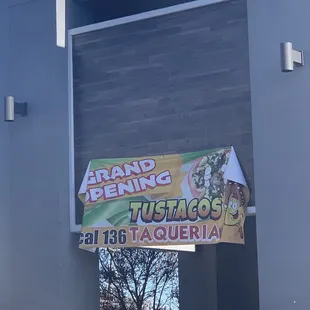 GRAND
OPENING
TUSTACOS
cal 136 TAQUERIA